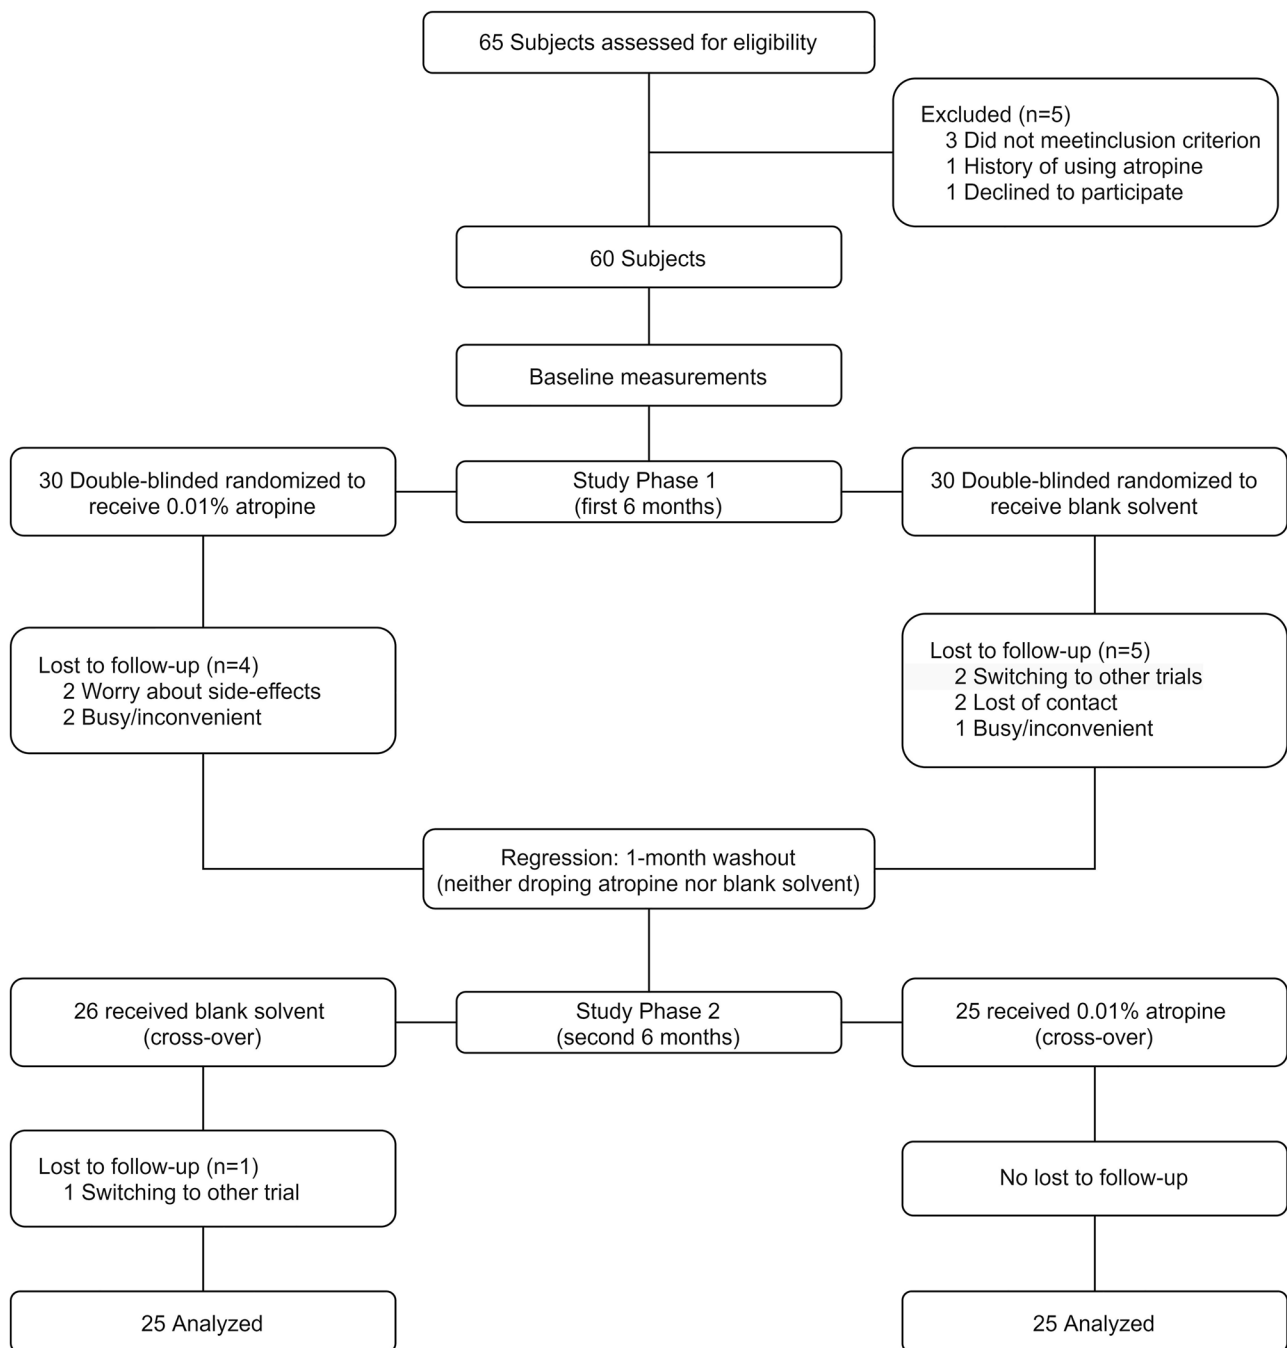 65 Subjects assessed for eligibility
Excluded (n=5)
3 Did not meetinclusion criterion
1 History of using atropine
1 Declined to participate
60 Subjects
Baseline measurements
30 Double-blinded randomized to
receive 0.01% atropine
Study Phase 1
(first 6 months)
30 Double-blinded randomized to
receive blank solvent
Lost to follow-up (n=4)
2 Worry about side-effects
2 Busy/inconvenient
Lost to follow-up (n=5)
2 Switching to other trials
2 Lost of contact
1 Busy/inconvenient
Regression: 1-month washout
(neither droping atropine nor blank solvent)
26 received blank solvent
(cross-over)
Study Phase 2
(second 6 months)
25 received 0.01% atropine
(cross-over)
Lost to follow-up (n=1)
1 Switching to other trial
No lost to follow-up
25 Analyzed
25 Analyzed